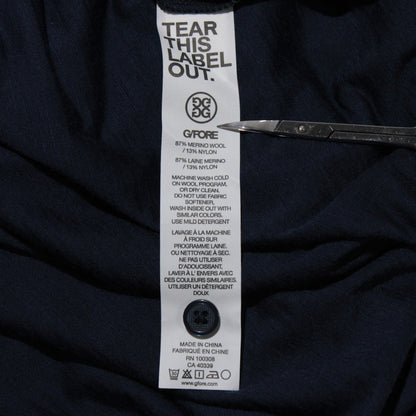 TEAR
THIS
LABEL
OUT.
G/FORE
87% MERINO WOOL
/ 13% NYLON
87% LAINE MERINO
/ 13% NYLON
MACHINE WASH COLD
ON WOOL PROGRAM,
OR DRY CLEAN.
DO NOT USE FABRIC
SOFTENER,
WASH INSIDE OUT WITH
SIMILAR COLORS.
USE MILD DETERGENT
LAVAGE À LA MACHINE
À FROID SUR
PROGRAMME LAINE.
OU NETTOYAGE À SEC.
NE PAS UTILISER
D'ADOUCISSANT,
LAVER À L' ENVERS AVEC
DES COULEURS SIMILAIRES.
UTILISER UN DÉTERGENT
DOUX
MADE IN CHINA
FABRIQUÉ EN CHINE
RN 100308
CA 40339
www.gfore.com